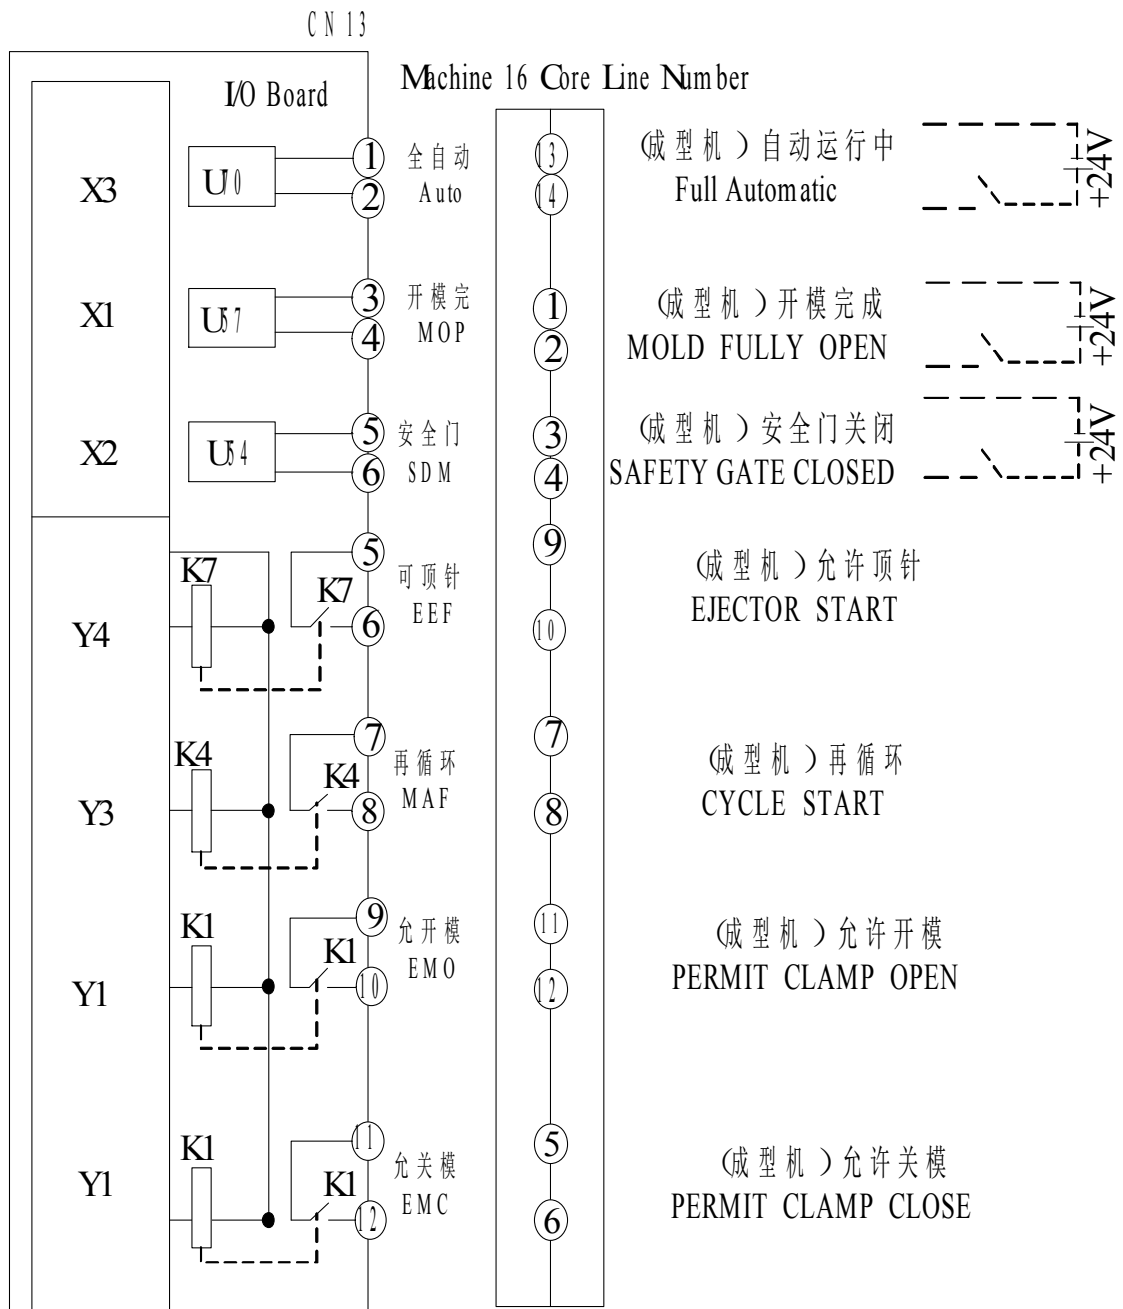 CN 13
I/O Board
Machine 16 Core Line Number
X3
U70
1
2
全自动
Auto
13
14
(成型机)自动运行中
Full Automatic
+24V
X1
U57
3
4
开模完
MOP
1
2
(成型机)开模完成
MOLD FULLY OPEN
+24V
X2
U54
5
6
安全门
SDM
3
4
(成型机)安全门关闭
SAFETY GATE CLOSED
+24V
Y4
K7
K7
5
6
可顶针
EEF
9
10
(成型机)允许顶针
EJECTOR START
Y3
K4
K4
7
8
再循环
MAF
7
8
(成型机)再循环
CYCLE START
Y1
K1
K1
9
10
允开模
EMO
11
12
(成型机)允许开模
PERMIT CLAMP OPEN
Y1
K1
K1
11
12
允关模
EMC
5
6
(成型机)允许关模
PERMIT CLAMP CLOSE